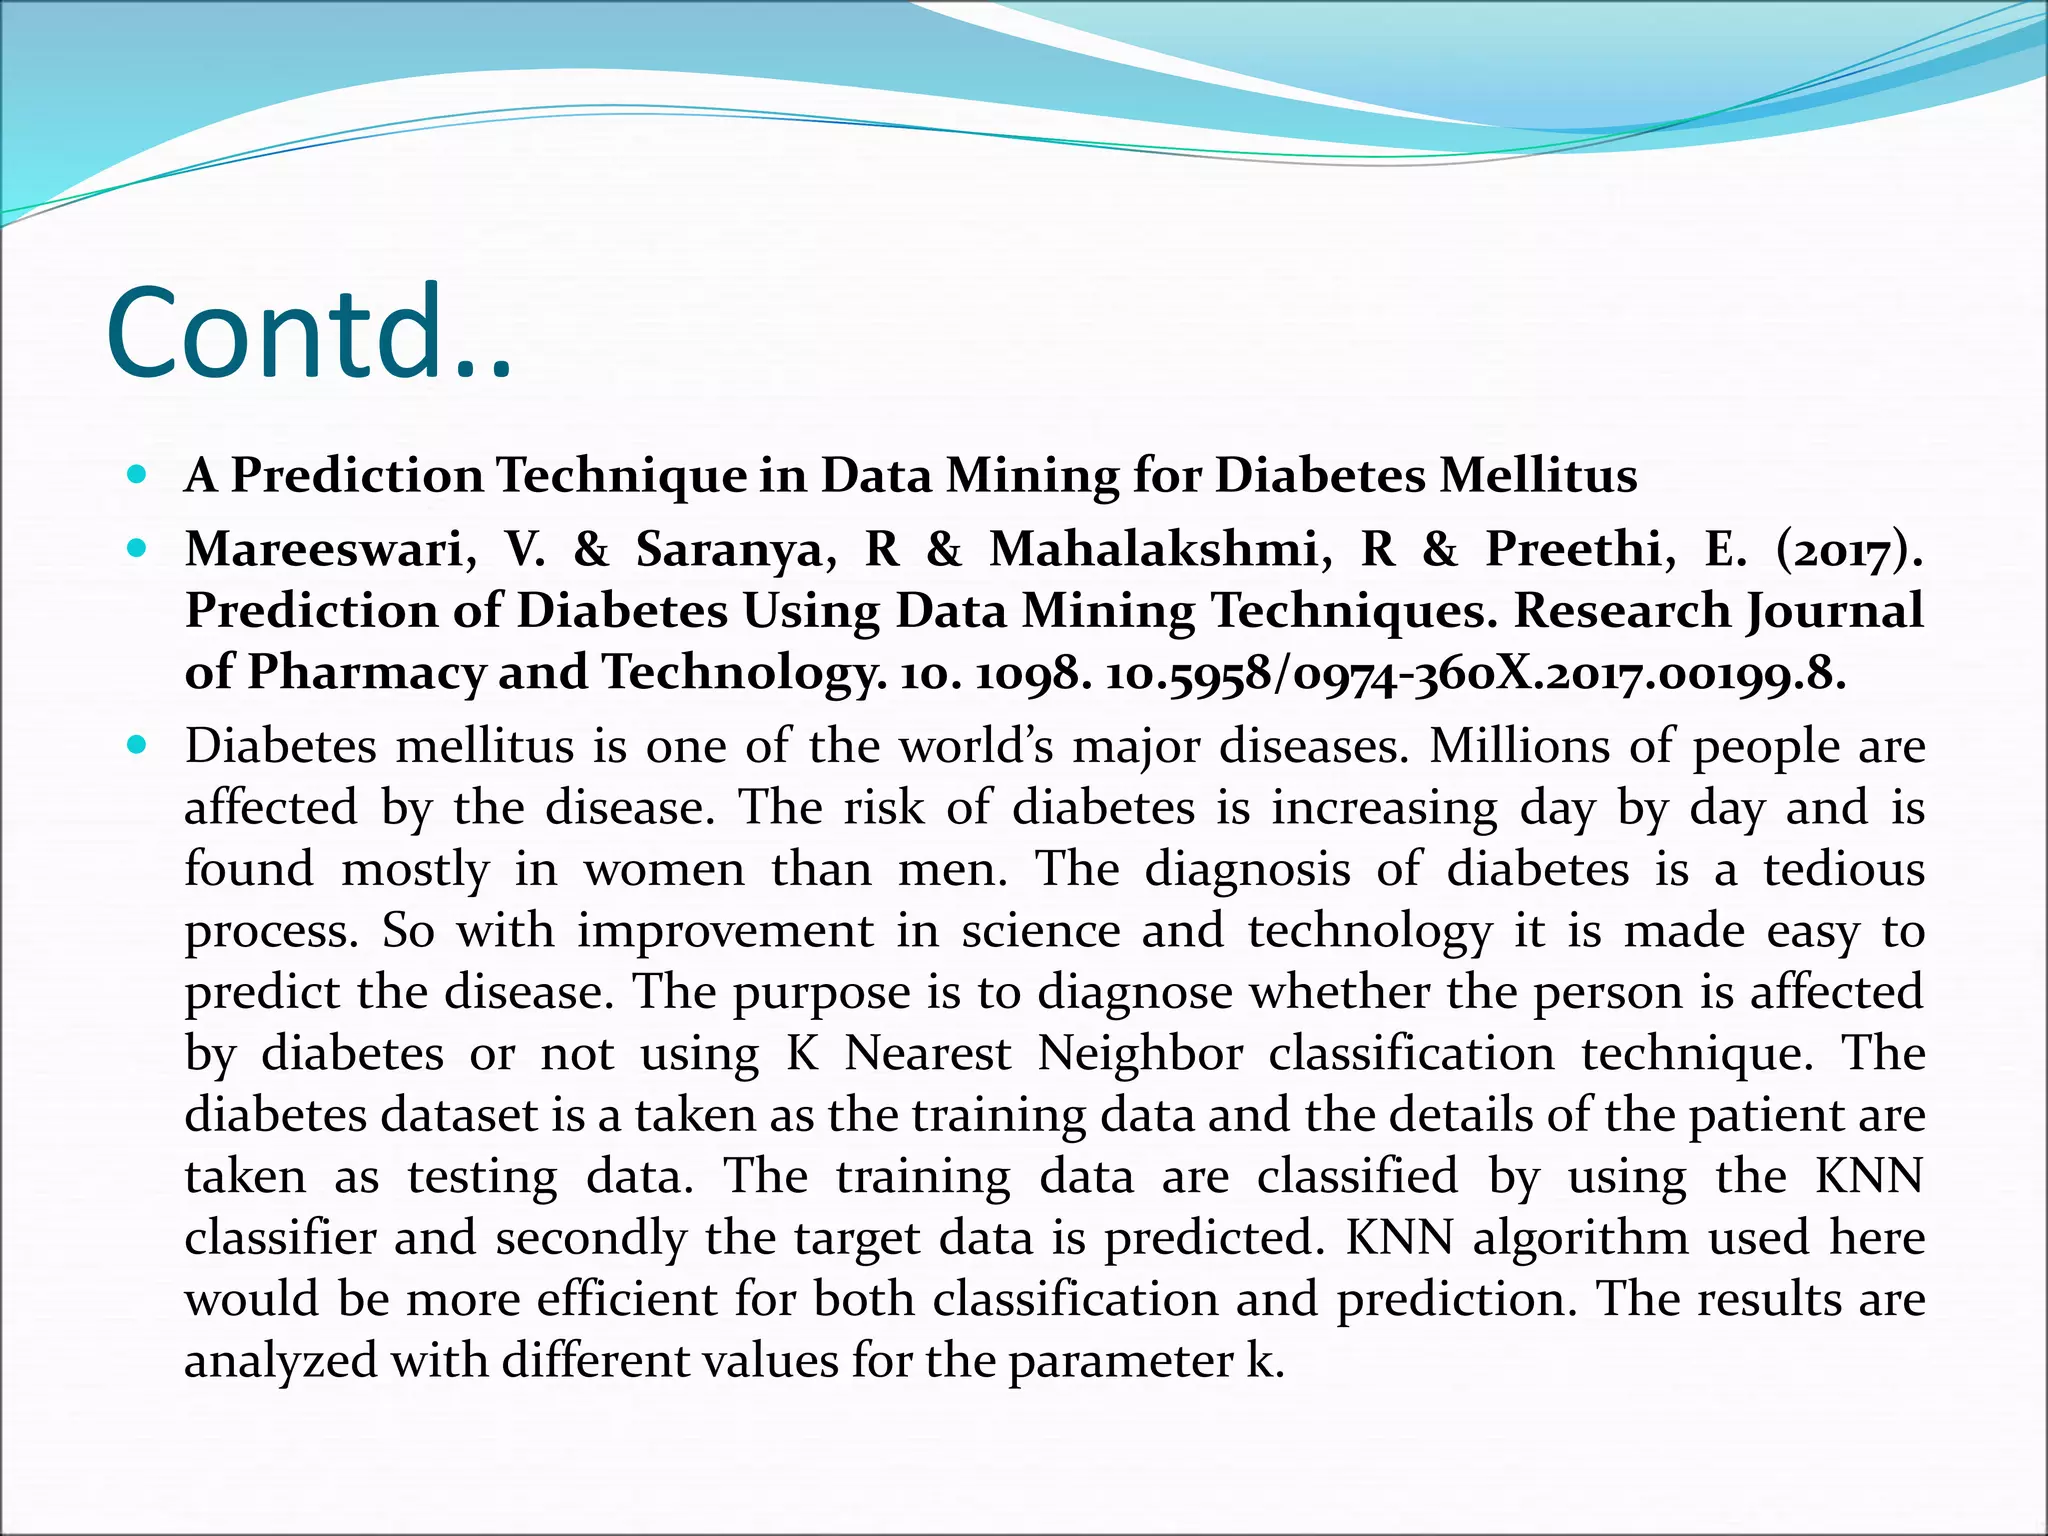 Contd..
• A Prediction Technique in Data Mining for Diabetes Mellitus
• Mareeswari, V. & Saranya, R & Mahalakshmi, R & Preethi, E. (2017).
Prediction of Diabetes Using Data Mining Techniques. Research Journal
of Pharmacy and Technology. 10. 1098. 10.5958/0974-360X.2017.00199.8.
• Diabetes mellitus is one of the world’s major diseases. Millions of people are
affected by the disease. The risk of diabetes is increasing day by day and is
found mostly in women than men. The diagnosis of diabetes is a tedious
process. So with improvement in science and technology it is made easy to
predict the disease. The purpose is to diagnose whether the person is affected
by diabetes or not using K Nearest Neighbor classification technique. The
diabetes dataset is a taken as the training data and the details of the patient are
taken as testing data. The training data are classified by using the KNN
classifier and secondly the target data is predicted. KNN algorithm used here
would be more efficient for both classification and prediction. The results are
analyzed with different values for the parameter k.